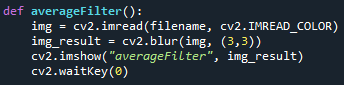 def averageFilter():
    img = cv2.imread(filename, cv2.IMREAD_COLOR)
    img_result = cv2.blur(img, (3,3))
    cv2.imshow("averageFilter", img_result)
    cv2.waitKey(0)